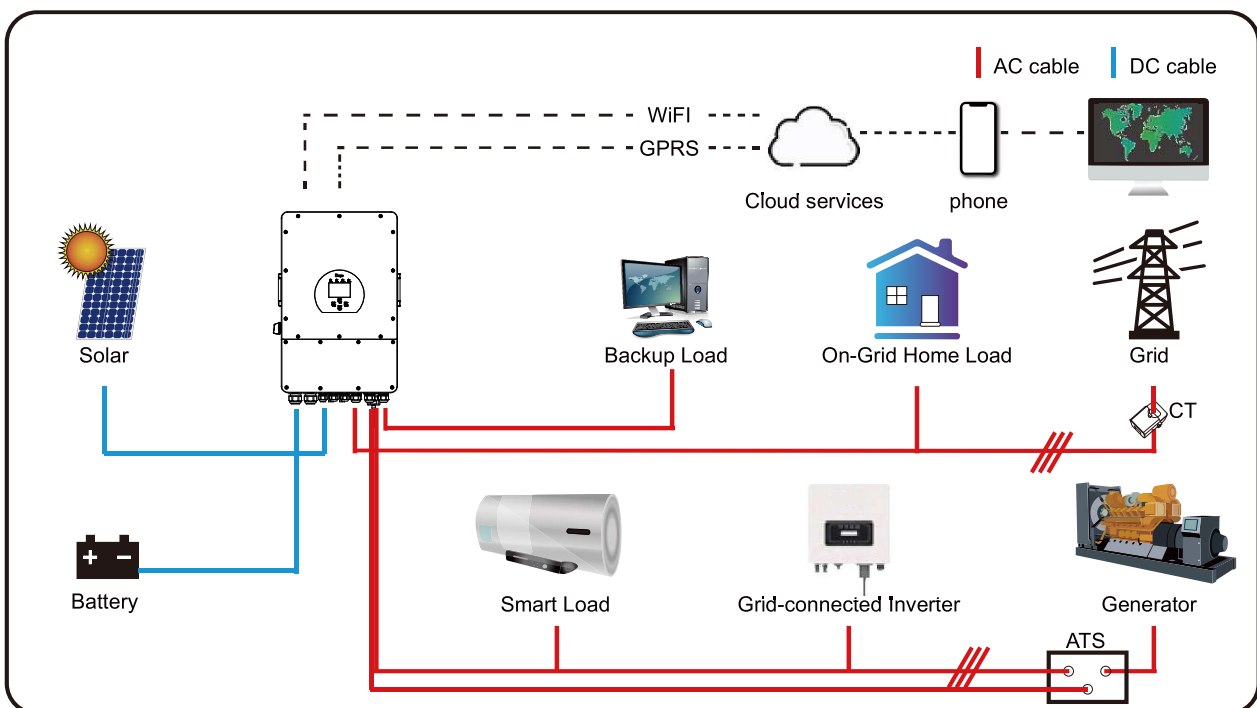 AC cable
DC cable
WiFI
GPRS
Cloud services
phone
Solar
Backup Load
On-Grid Home Load
Grid
CT
Battery
Smart Load
Grid-connected Inverter
Generator
ATS